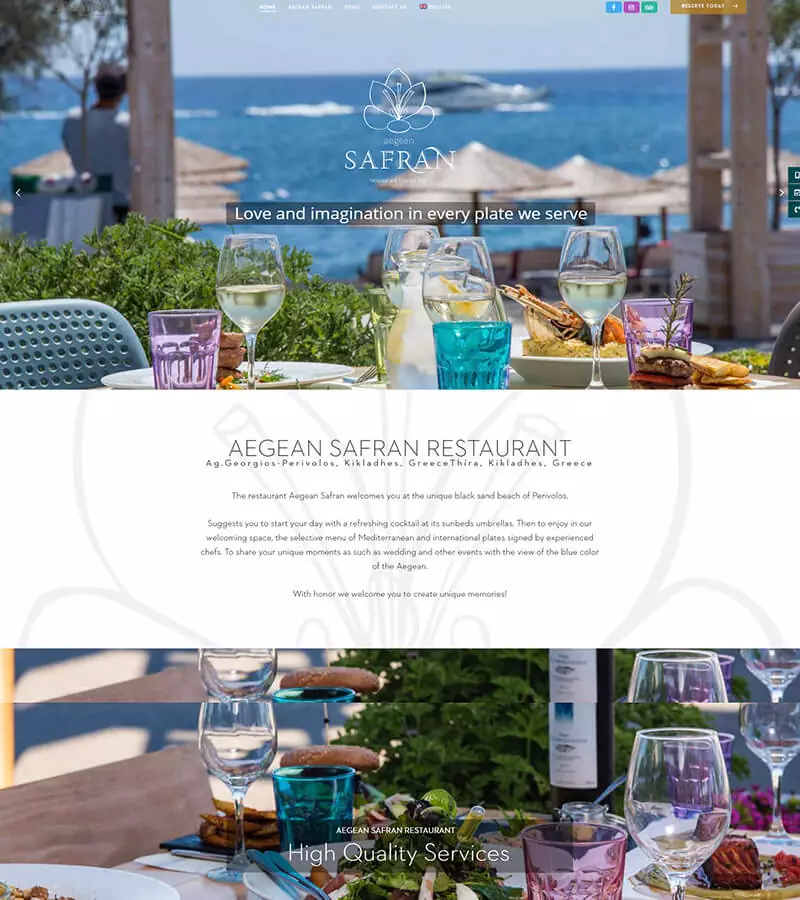 HOME AEGEAN SAFRAN MENU CONTACT US ENGLISH
RESERVE TODAY
aegean
SAFRAN
Love and imagination in every plate we serve
AEGEAN SAFRAN RESTAURANT
Ag.Georgios-Perivolos, Kikladhes, GreeceThira, Kikladhes, Greece
The restaurant Aegean Safran welcomes you at the unique black sand beach of Perivolos.
Suggests you to start your day with a refreshing cocktail at its sunbeds umbrellas. Then to enjoy in our
welcoming space, the selective menu of Mediterranean and international plates signed by experienced
chefs. To share your unique moments as such as wedding and other events with the view of the blue color
of the Aegean.
With honor we welcome you to create unique memories!
AEGEAN SAFRAN RESTAURANT
High Quality Services